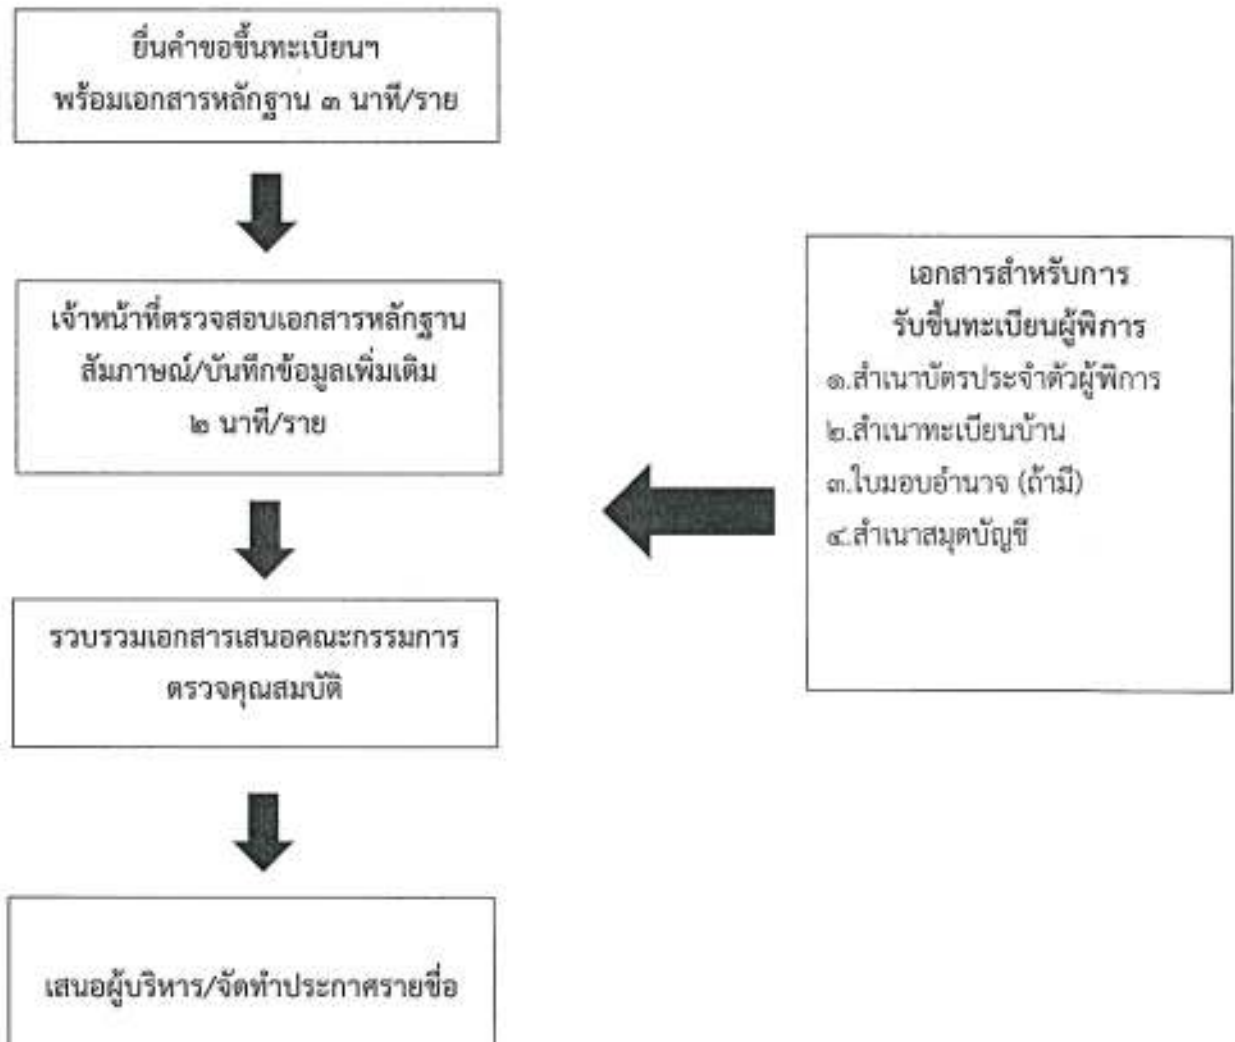 ยื่นคำขอขึ้นทะเบียนฯ
พร้อมเอกสารหลักฐาน ๓ นาที/ราย
เจ้าหน้าที่ตรวจสอบเอกสารหลักฐาน
สัมภาษณ์/บันทึกข้อมูลเพิ่มเติม
๒ นาที/ราย
รวบรวมเอกสารเสนอคณะกรรมการ
ตรวจคุณสมบัติ
เสนอผู้บริหาร/จัดทำประกาศรายชื่อ
เอกสารสำหรับการ
รับขึ้นทะเบียนผู้พิการ
๑.สำเนาบัตรประจำตัวผู้พิการ
๒.สำเนาทะเบียนบ้าน
๓.ใบมอบอำนาจ (ถ้ามี)
๔.สำเนาสมุดบัญชี